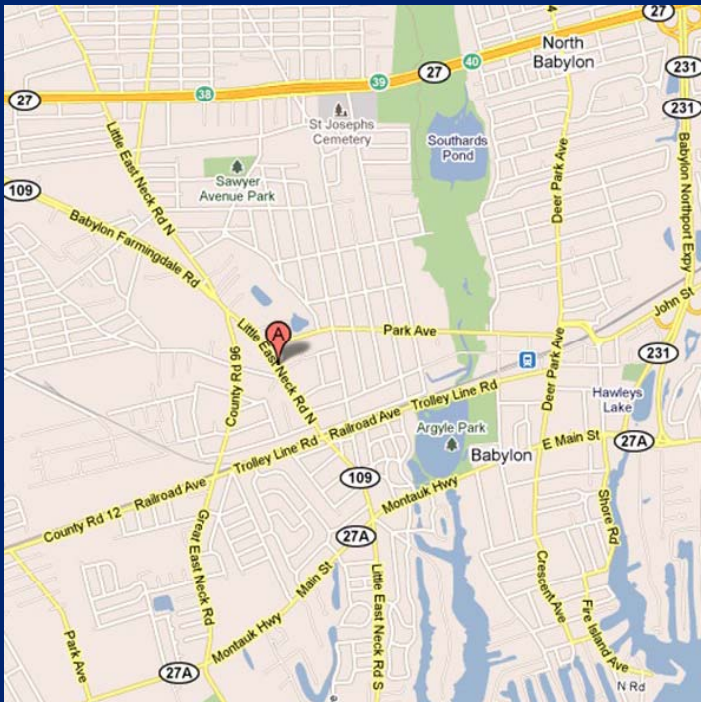 27
4
North
Babylon
40
27
39
38
27
231
231
St Josephs
Cemetery
Southards
Pond
Little East Neck Rd N
Sawyer
Avenue Park
Deer Park Ave
Babylon Northport Expy
109
Babylon Farmingdale Rd
John St
A
Park Ave
Little East Neck Rd N
County Rd 96
231
Deer Park Ave
Trolley Line Rd
Hawleys
Lake
Railroad Ave
Argyle Park
Trolley Line Rd
E Main St
27A
Babylon
109
Railroad Ave
Montauk Hwy
County Rd 12
Shore Rd
27A
Great East Neck Rd
Main St
Little East Neck Rd S
Crescent Ave
Fire Island Ave
Park Ave
Montauk Hwy
27A
N Rd